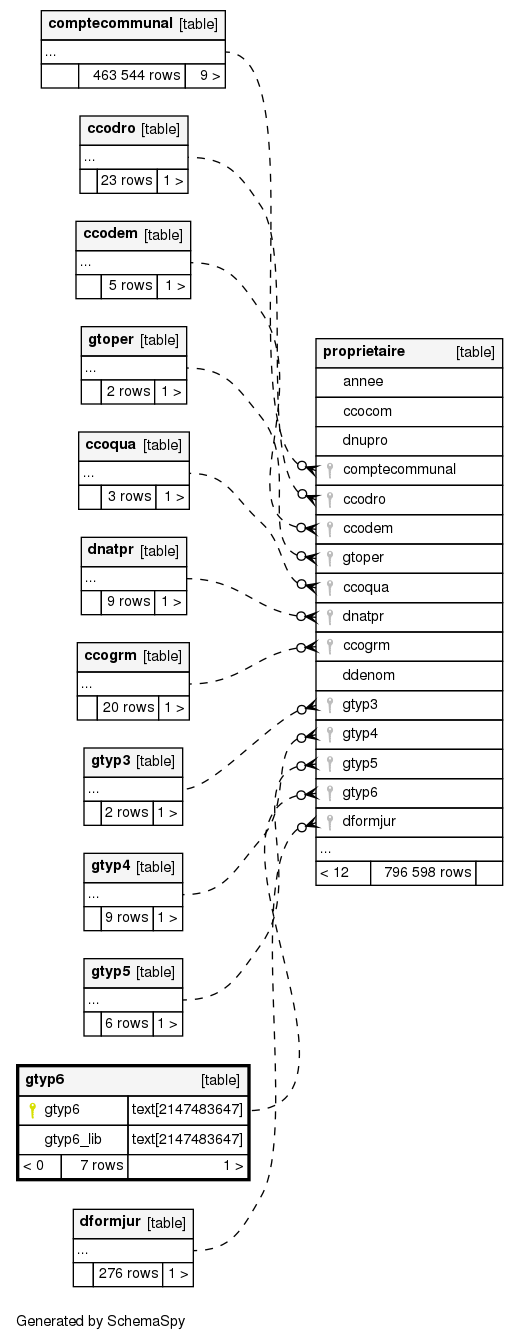 comptecommunal [table]
...
463 544 rows 9 >
ccodro [table]
...
23 rows 1 >
ccodem [table]
...
5 rows 1 >
gtoper [table]
...
2 rows 1 >
ccoqua [table]
...
3 rows 1 >
dnatpr [table]
...
9 rows 1 >
ccogrm [table]
...
20 rows 1 >
gtyp3 [table]
...
2 rows 1 >
gtyp4 [table]
...
9 rows 1 >
gtyp5 [table]
...
6 rows 1 >
gtyp6 [table]
gtyp6 text[2147483647]
gtyp6_lib text[2147483647]
< 0 7 rows 1 >
dformjur [table]
...
276 rows 1 >
proprietaire [table]
annee
ccocom
dnupro
comptecommunal
ccodro
ccodem
gtoper
ccoqua
dnatpr
ccogrm
ddenom
gtyp3
gtyp4
gtyp5
gtyp6
dformjur
...
< 12 796 598 rows
Generated by SchemaSpy